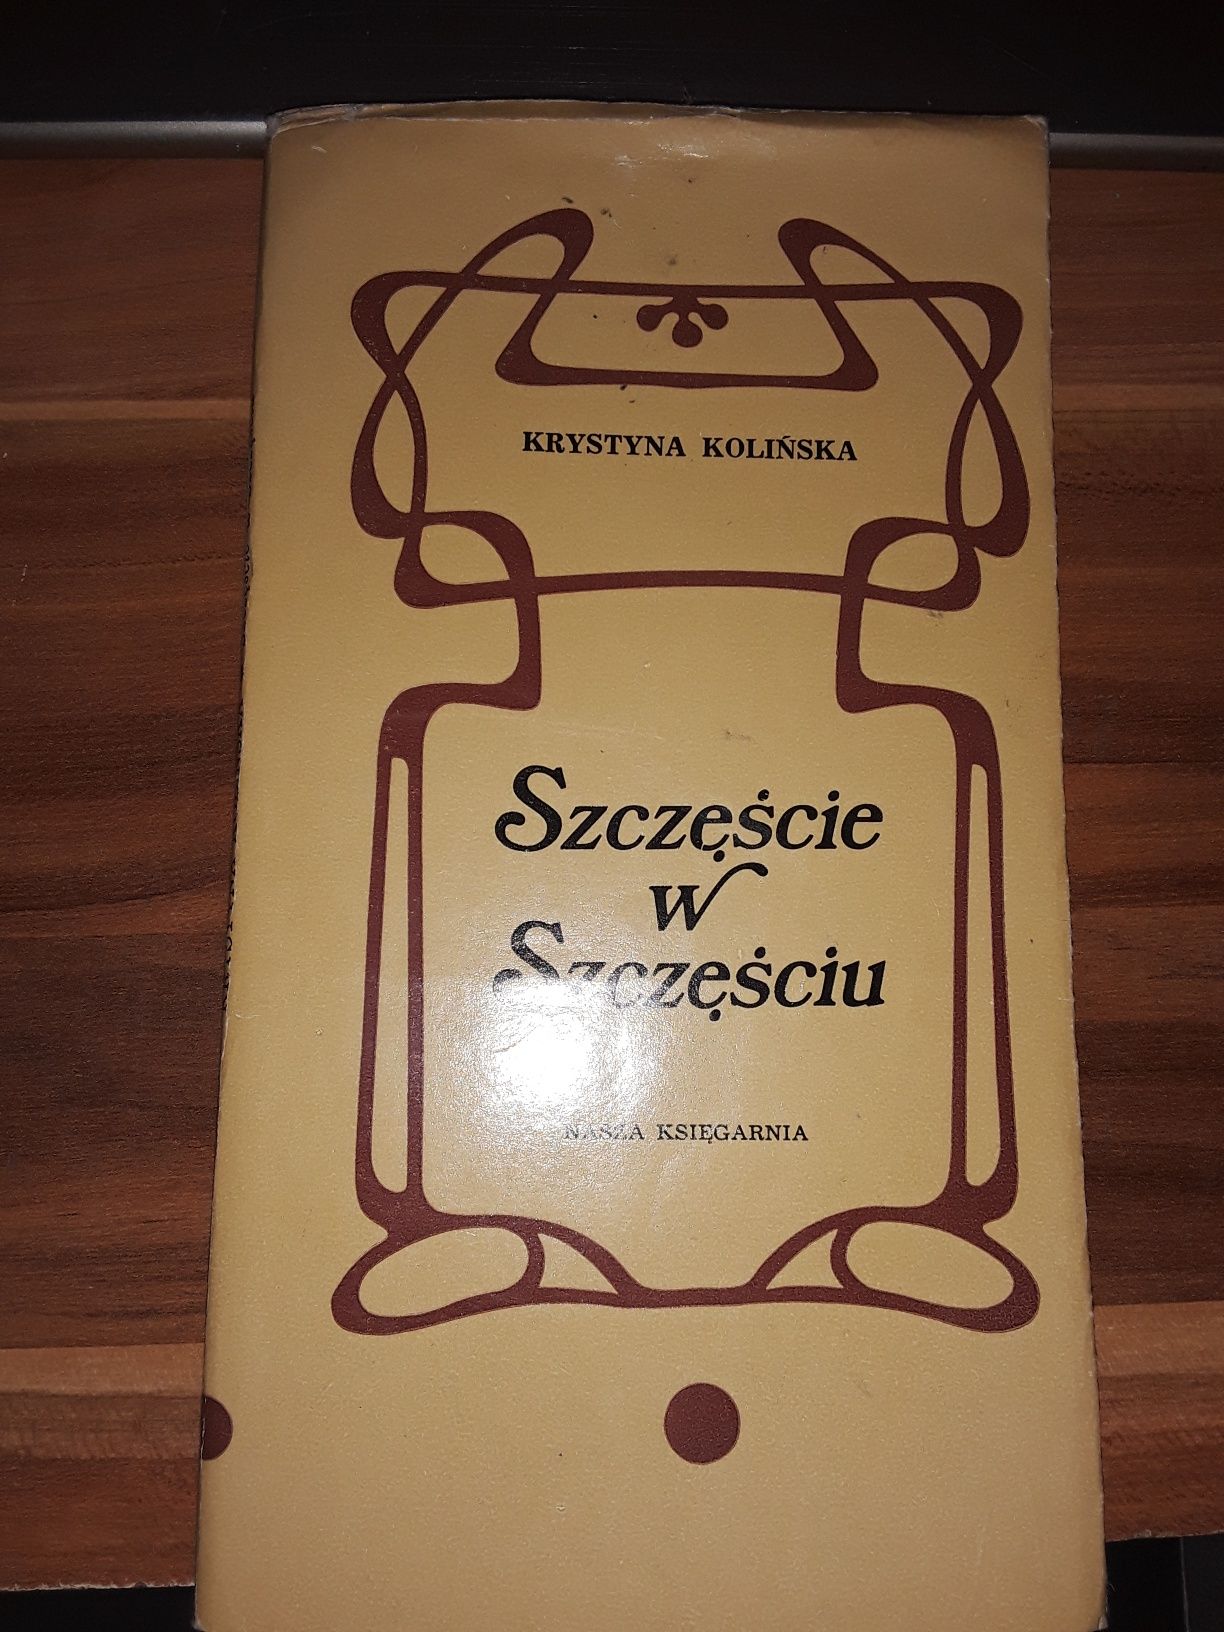 KRYSTYNA KOLIŃSKA
Szczęście
w
Szczęściu
NASZA KSIĘGARNIA